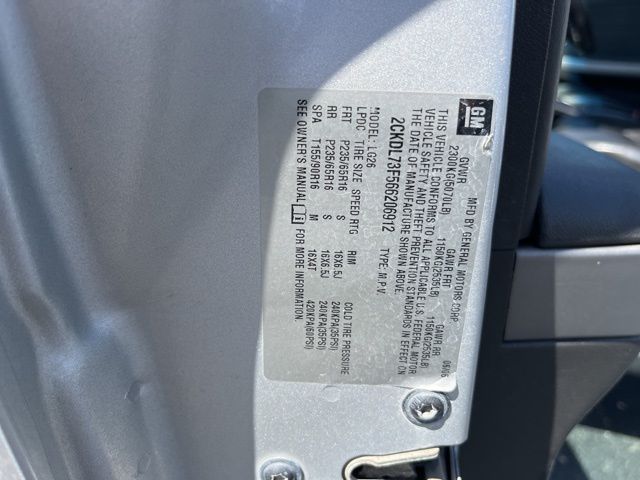 GM
MFD BY GENERAL MOTORS CORP 05/06
GVWR GAWR FRT GAWR RR
2300KG(5070LB) 1150KG(2535LB) 1150KG(2535LB)
THIS VEHICLE CONFORMS TO ALL APPLICABLE U.S. FEDERAL MOTOR
VEHICLE SAFETY AND THEFT PREVENTION STANDARDS IN EFFECT ON
THE DATE OF MANUFACTURE SHOWN ABOVE.
2CKDL73F566206912 TYPE: M.P.V.
MODEL: LQ26
LPDC TIRE SIZE SPEED RTG RIM COLD TIRE PRESSURE
FRT P235/65R16 S 16X6.5J 240KPA(35PSI)
RR P235/65R16 S 16X6.5J 240KPA(35PSI)
SPA T155/90R16 M 16X4T 420KPA(60PSI)
SEE OWNER'S MANUAL i FOR MORE INFORMATION.